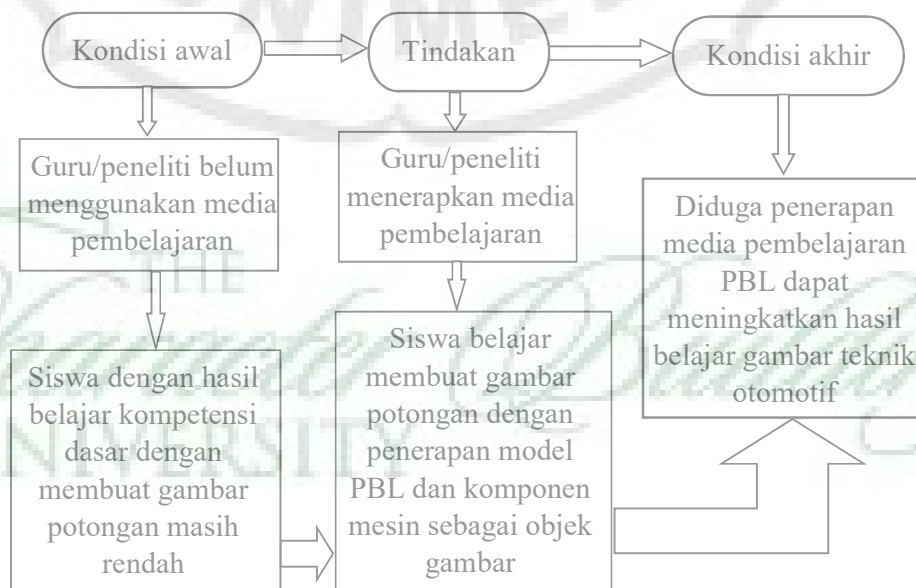 Kondisi awal
Tindakan
Kondisi akhir
Guru/peneliti belum
menggunakan media
pembelajaran
Guru/peneliti
menerapkan media
pembelajaran
Diduga penerapan
media pembelajaran
PBL dapat
meningkatkan hasil
belajar gambar teknik
otomotif
Siswa dengan hasil
belajar kompetensi
dasar dengan
membuat gambar
potongan masih
rendah
Siswa belajar
membuat gambar
potongan dengan
penerapan model
PBL dan komponen
mesin sebagai objek
gambar
THE
UNIVERSITY